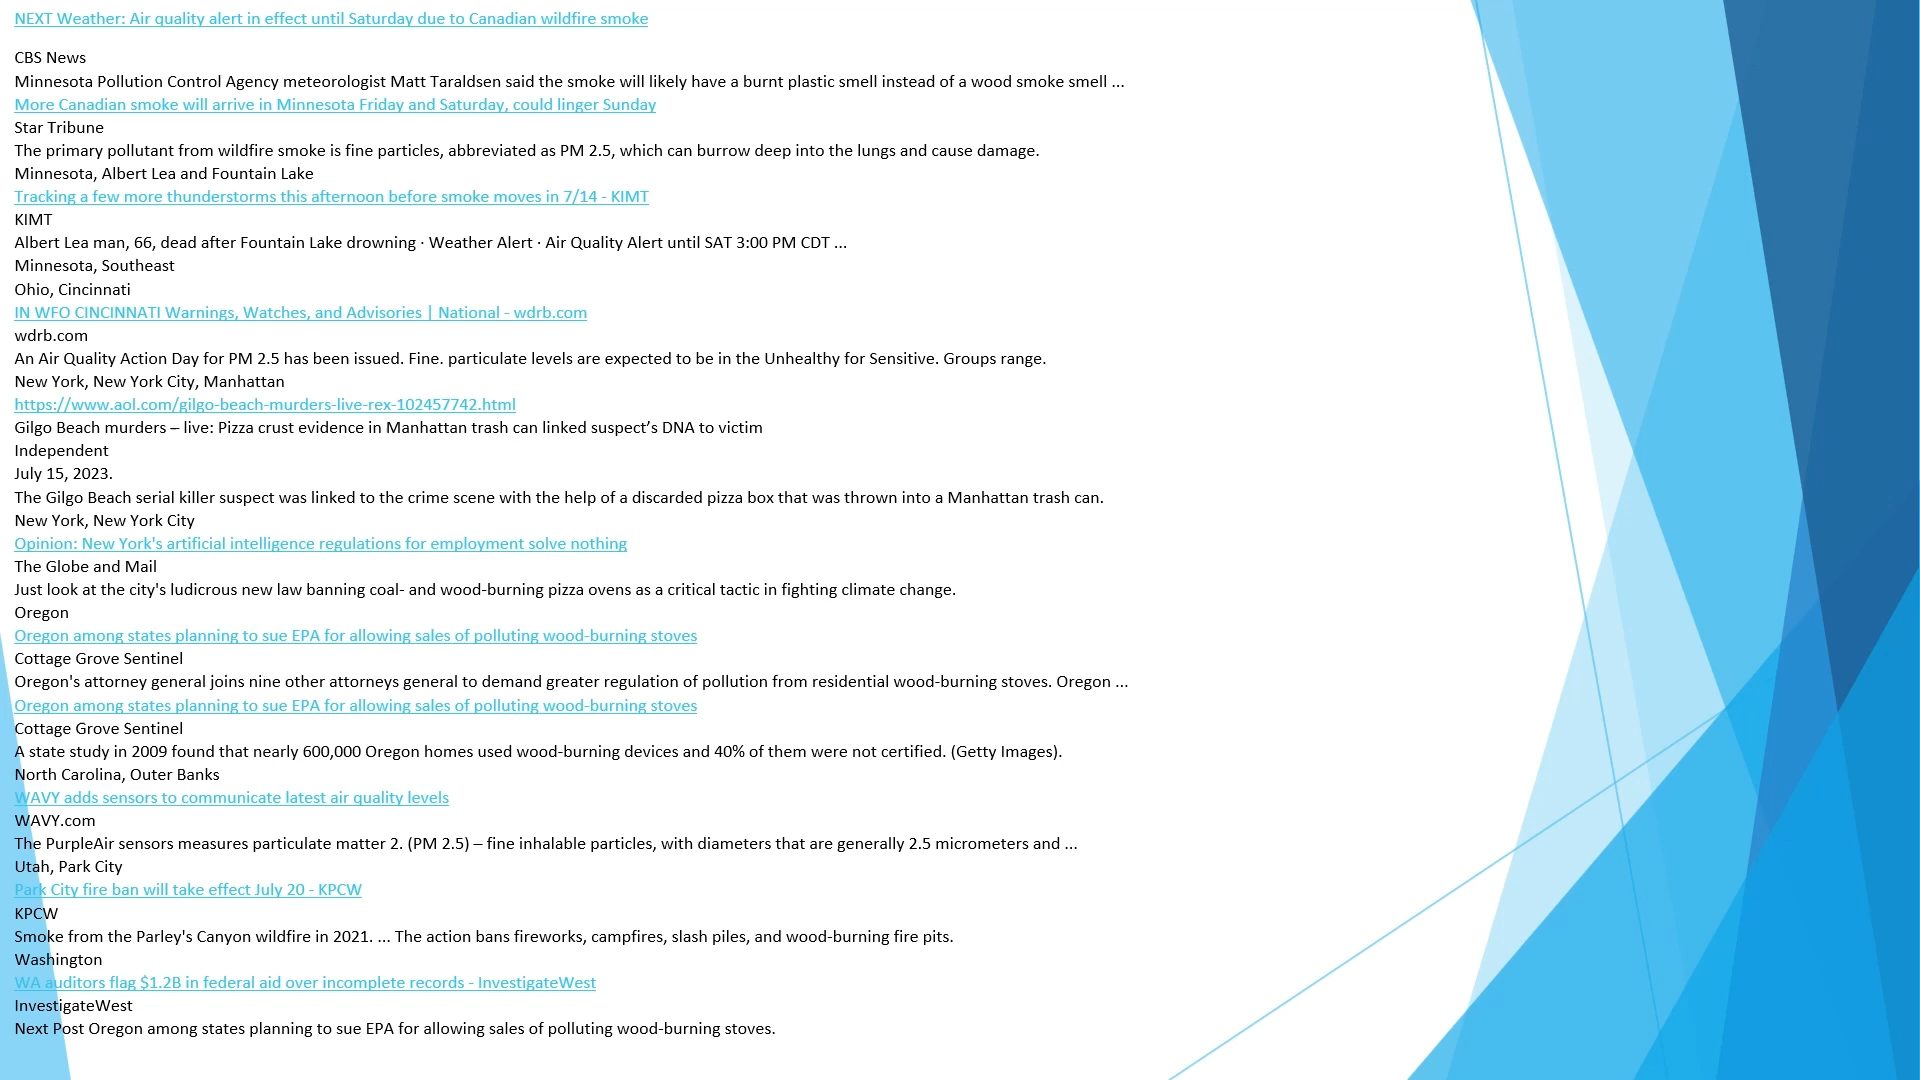 NEXT Weather: Air quality alert in effect until Saturday due to Canadian wildfire smoke
CBS News
Minnesota Pollution Control Agency meteorologist Matt Taraldsen said the smoke will likely have a burnt plastic smell instead of a wood smoke smell ...
More Canadian smoke will arrive in Minnesota Friday and Saturday, could linger Sunday
Star Tribune
The primary pollutant from wildfire smoke is fine particles, abbreviated as PM 2.5, which can burrow deep into the lungs and cause damage.
Minnesota, Albert Lea and Fountain Lake
Tracking a few more thunderstorms this afternoon before smoke moves in 7/14 - KIMT
KIMT
Albert Lea man, 66, dead after Fountain Lake drowning · Weather Alert · Air Quality Alert until SAT 3:00 PM CDT ...
Minnesota, Southeast
Ohio, Cincinnati
IN WFO CINCINNATI Warnings, Watches, and Advisories | National - wdrb.com
wdrb.com
An Air Quality Action Day for PM 2.5 has been issued. Fine. particulate levels are expected to be in the Unhealthy for Sensitive. Groups range.
New York, New York City, Manhattan
https://www.aol.com/gilgo-beach-murders-live-rex-102457742.html
Gilgo Beach murders – live: Pizza crust evidence in Manhattan trash can linked suspect’s DNA to victim
Independent
July 15, 2023.
The Gilgo Beach serial killer suspect was linked to the crime scene with the help of a discarded pizza box that was thrown into a Manhattan trash can.
New York, New York City
Opinion: New York's artificial intelligence regulations for employment solve nothing
The Globe and Mail
Just look at the city's ludicrous new law banning coal- and wood-burning pizza ovens as a critical tactic in fighting climate change.
Oregon
Oregon among states planning to sue EPA for allowing sales of polluting wood-burning stoves
Cottage Grove Sentinel
Oregon's attorney general joins nine other attorneys general to demand greater regulation of pollution from residential wood-burning stoves. Oregon ...
Oregon among states planning to sue EPA for allowing sales of polluting wood-burning stoves
Cottage Grove Sentinel
A state study in 2009 found that nearly 600,000 Oregon homes used wood-burning devices and 40% of them were not certified. (Getty Images).
North Carolina, Outer Banks
WAVY adds sensors to communicate latest air quality levels
WAVY.com
The PurpleAir sensors measures particulate matter 2. (PM 2.5) – fine inhalable particles, with diameters that are generally 2.5 micrometers and ...
Utah, Park City
Park City fire ban will take effect July 20 - KPCW
KPCW
Smoke from the Parley's Canyon wildfire in 2021. ... The action bans fireworks, campfires, slash piles, and wood-burning fire pits.
Washington
WA auditors flag $1.2B in federal aid over incomplete records - InvestigateWest
InvestigateWest
Next Post Oregon among states planning to sue EPA for allowing sales of polluting wood-burning stoves.